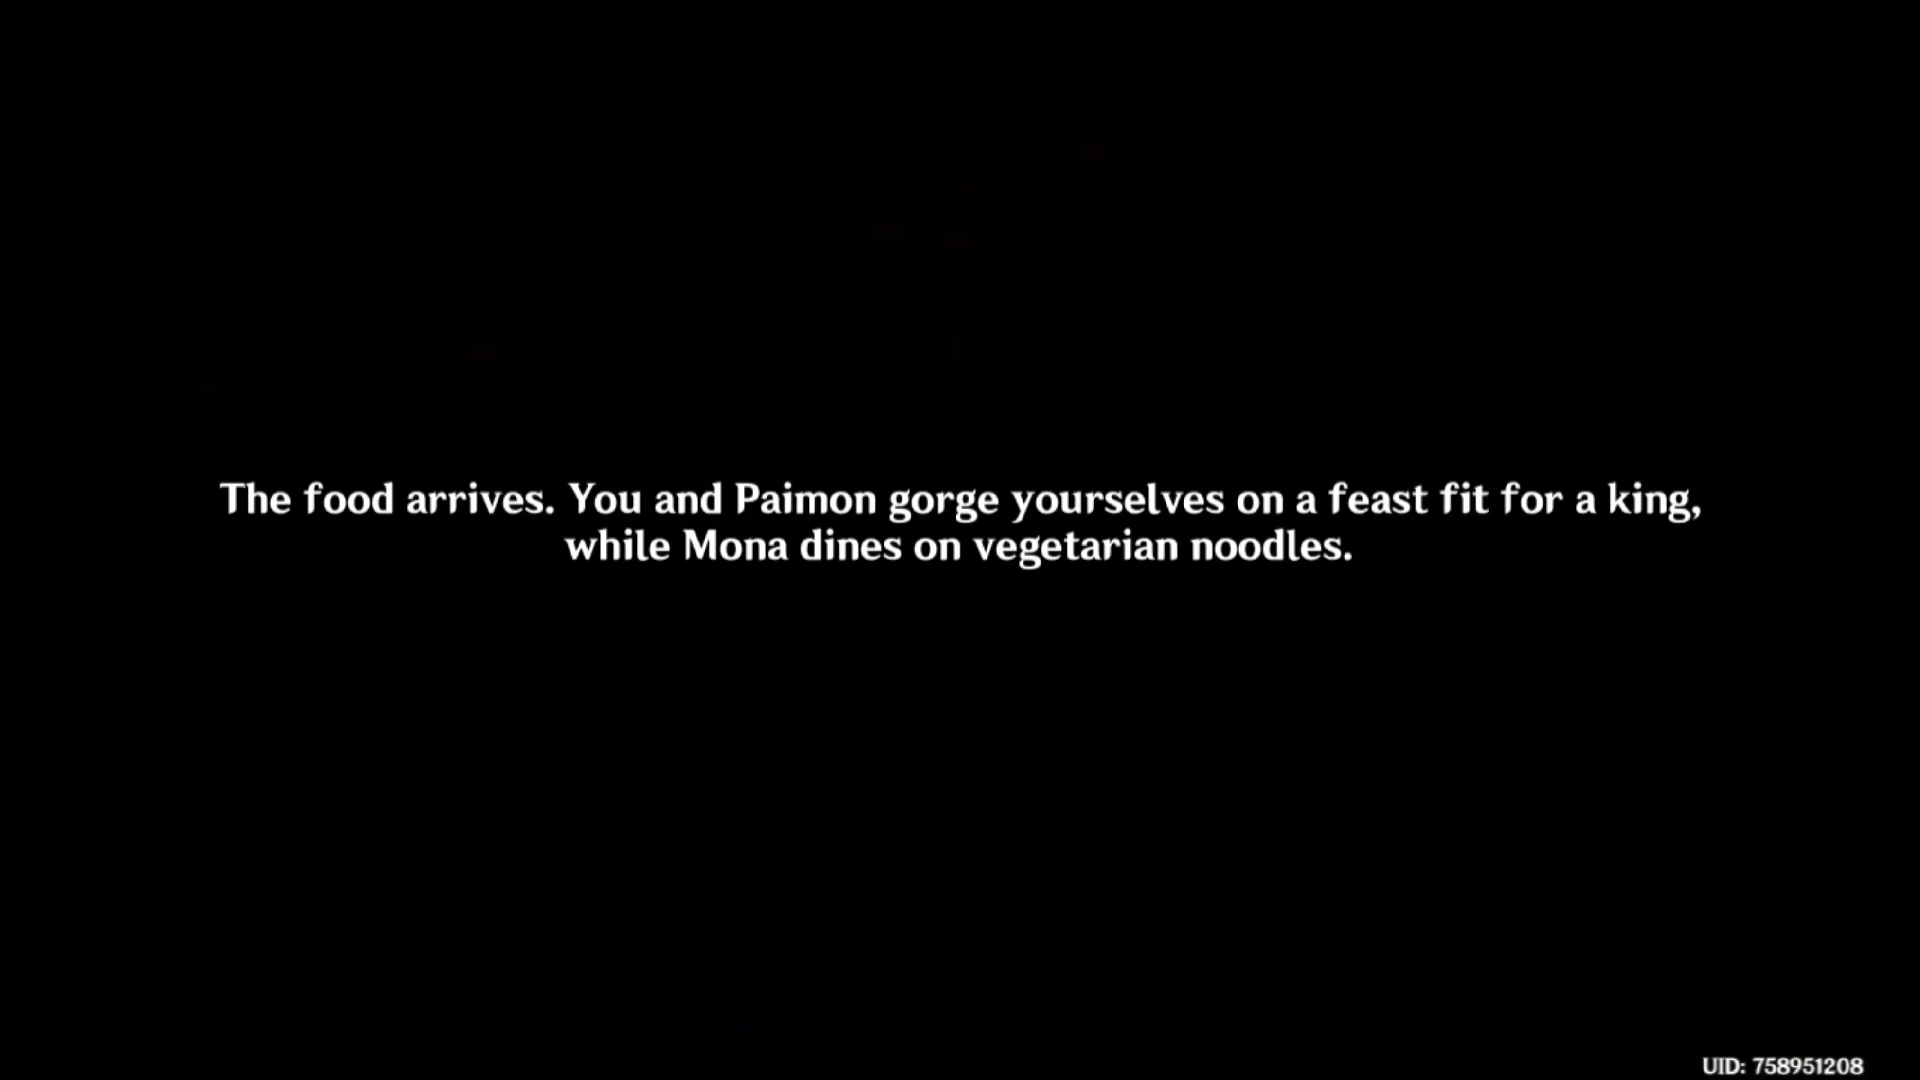 The food arrives. You and Paimon gorge yourselves on a feast fit for a king,
while Mona dines on vegetarian noodles.
UID: 758951208